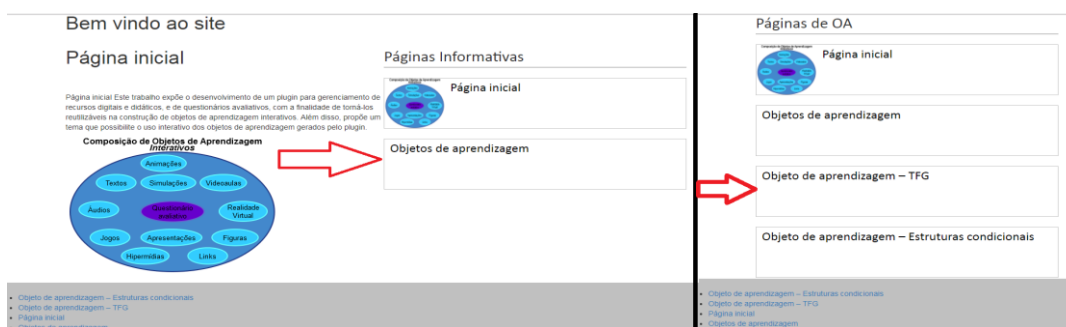 Bem vindo ao site
Página inicial
Página inicial Este trabalho expõe o desenvolvimento de um plugin para gerenciamento de
recursos digitais e didáticos, e de questionários avaliativos, com a finalidade de torná-los
reutilizáveis na construção de objetos de aprendizagem interativos. Além disso, propõe um
tema que possibilite o uso interativo dos objetos de aprendizagem gerados pelo plugin.
Composição de Objetos de Aprendizagem
Interativos
Animações
Textos Simulações Videoaulas
Áudios Questionário Realidade
avaliativo Virtual
Jogos Apresentações Figuras
Hipermídias Links
Páginas Informativas
Página inicial
Objetos de aprendizagem
Objeto de aprendizagem – Estruturas condicionais
Objeto de aprendizagem – TFG
Página inicial
Objetos de aprendizagem
Páginas de OA
Página inicial
Objetos de aprendizagem
Objeto de aprendizagem – TFG
Objeto de aprendizagem – Estruturas condicionais
Objeto de aprendizagem – Estruturas condicionais
Objeto de aprendizagem – TFG
Página inicial
Objetos de aprendizagem